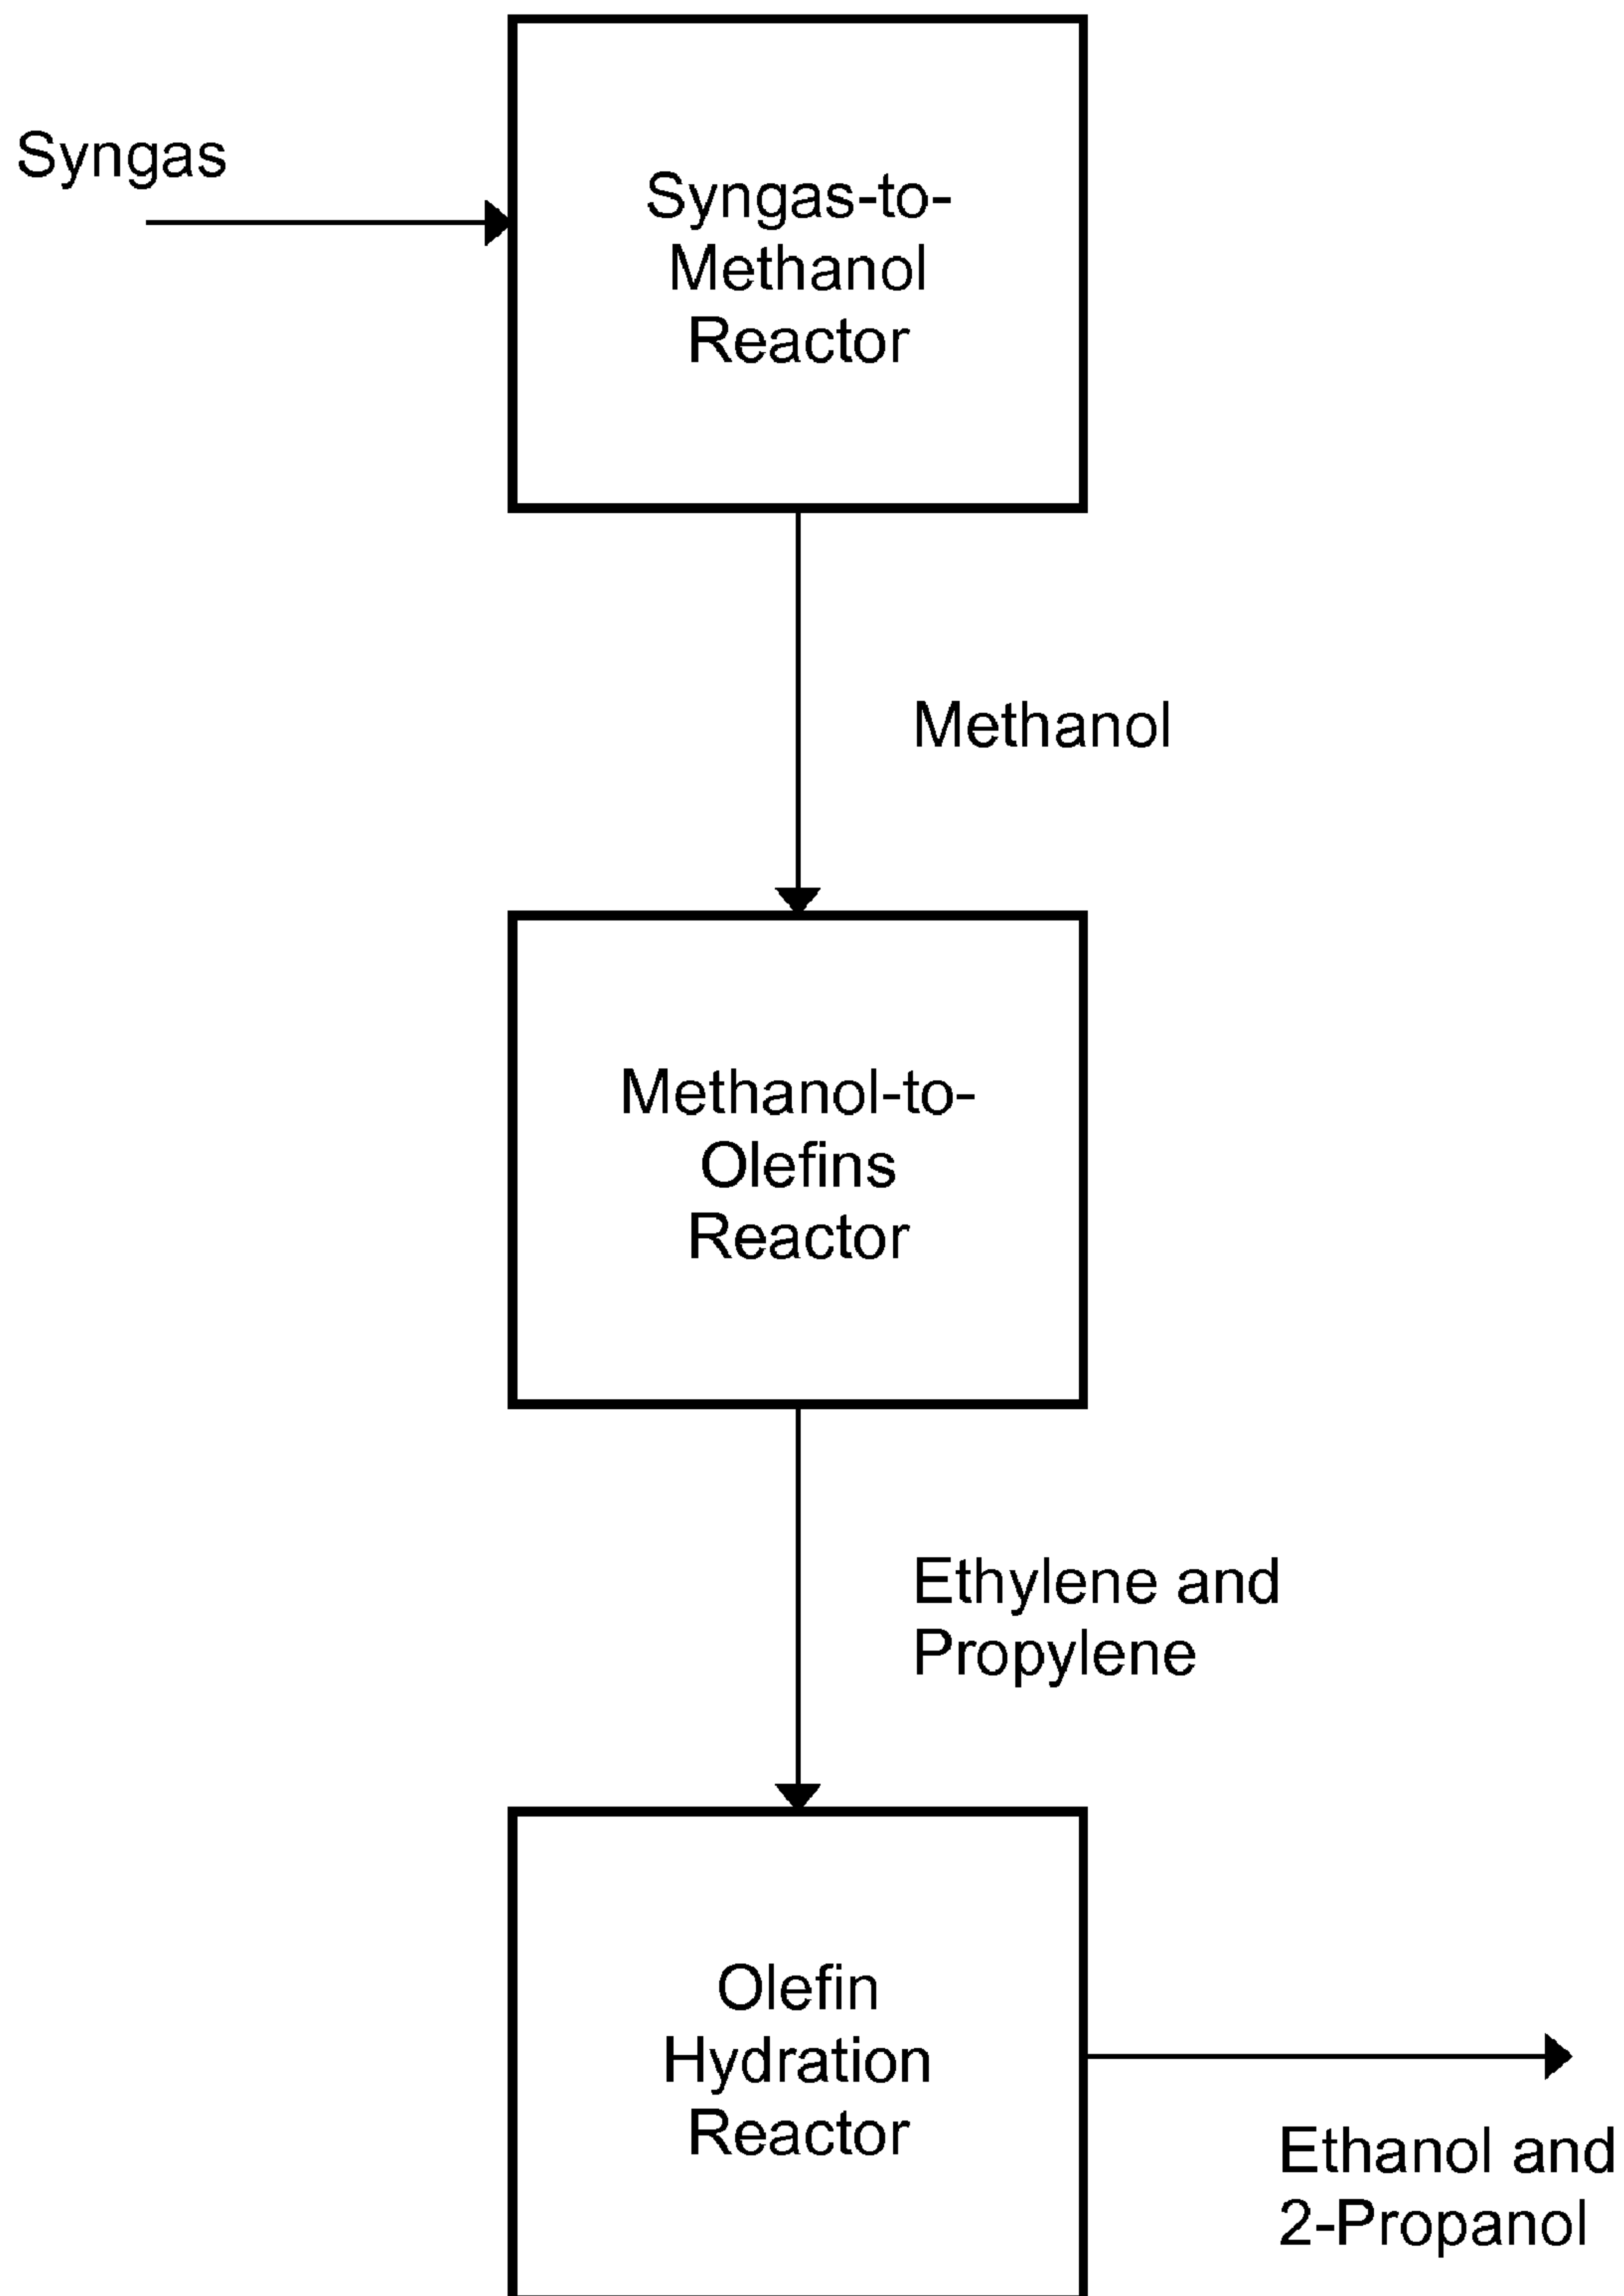 Syngas
Syngas-to-
Methanol
Reactor
Methanol
Methanol-to-
Olefins
Reactor
Ethylene and
Propylene
Olefin
Hydration
Reactor
Ethanol and
2-Propanol